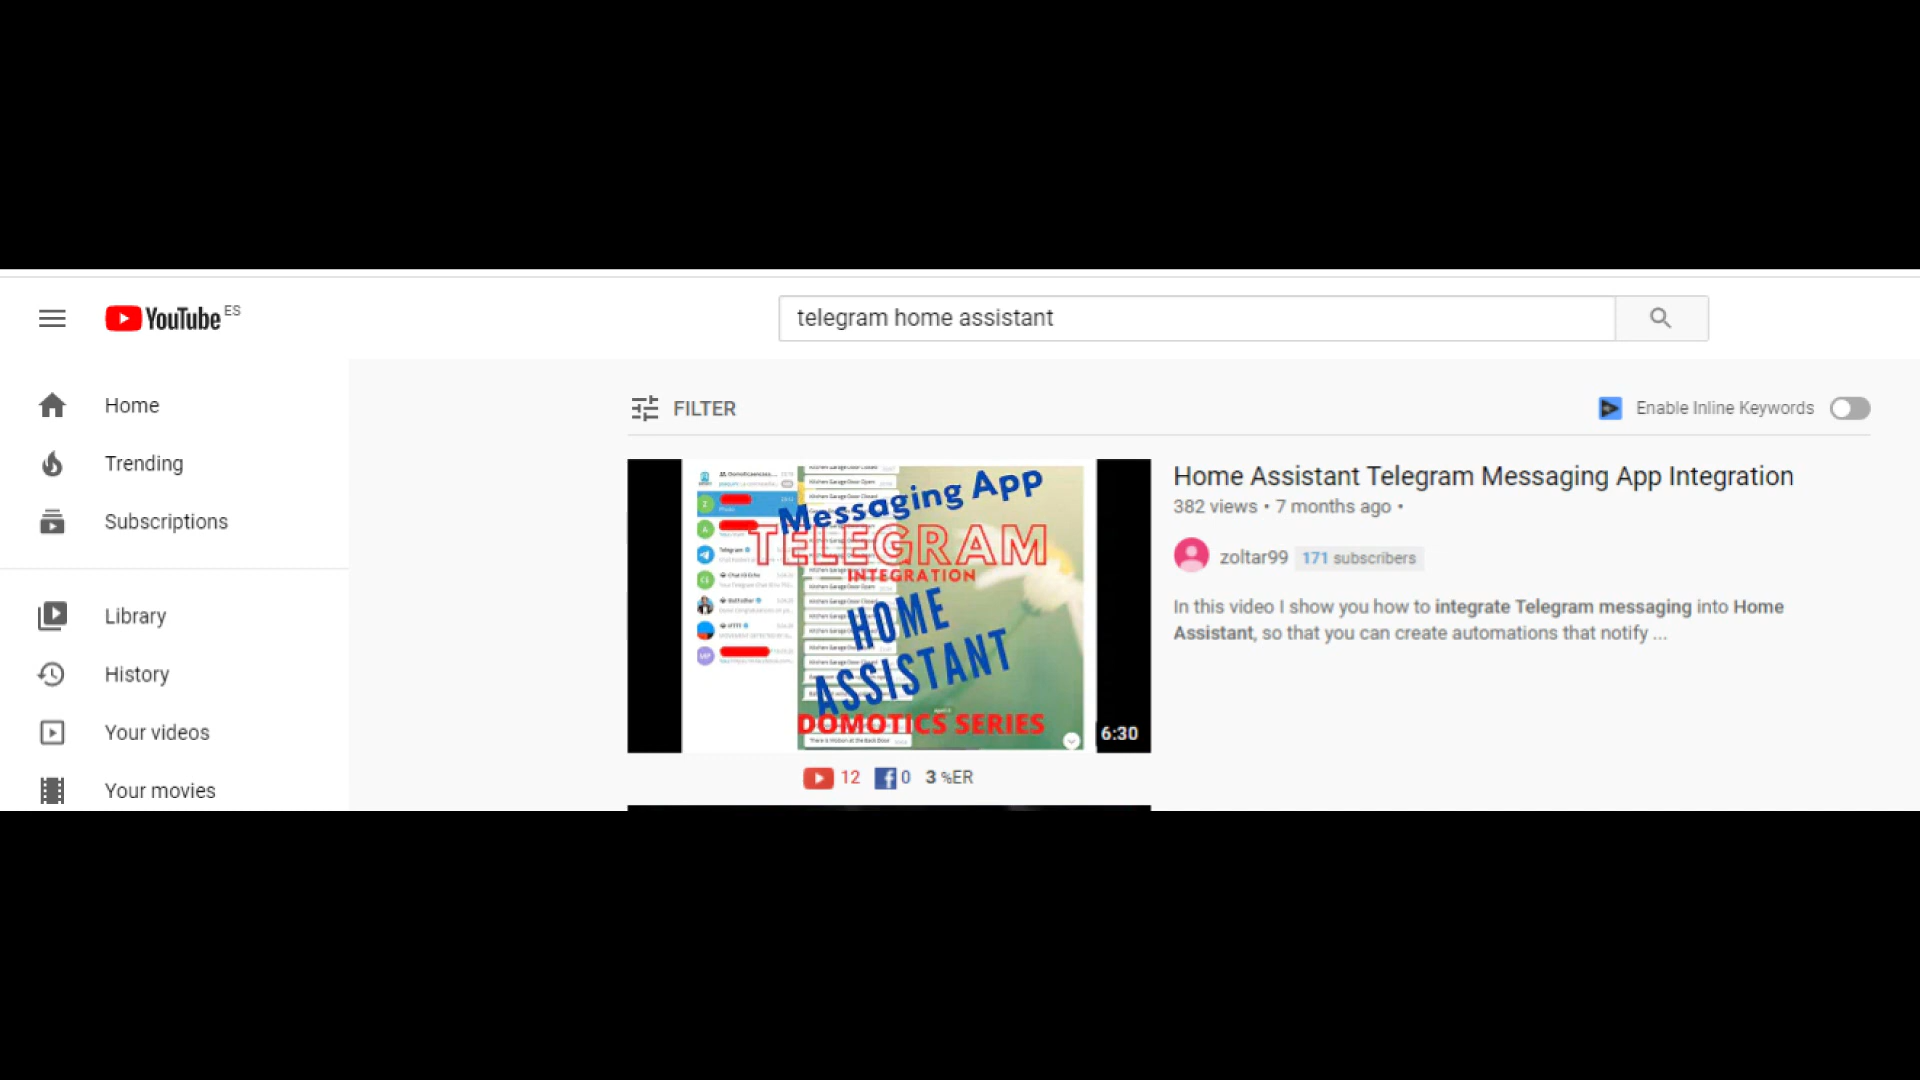 YouTube ES
telegram home assistant
Home
Trending
Subscriptions
Library
History
Your videos
Your movies
FILTER
Enable Inline Keywords
Messaging App
TELEGRAM
INTEGRATION
HOME
ASSISTANT
DOMOTICS SERIES
6:30
12 0 3 %ER
Home Assistant Telegram Messaging App Integration
382 views • 7 months ago •
zoltar99 171 subscribers
In this video I show you how to integrate Telegram messaging into Home
Assistant, so that you can create automations that notify ...